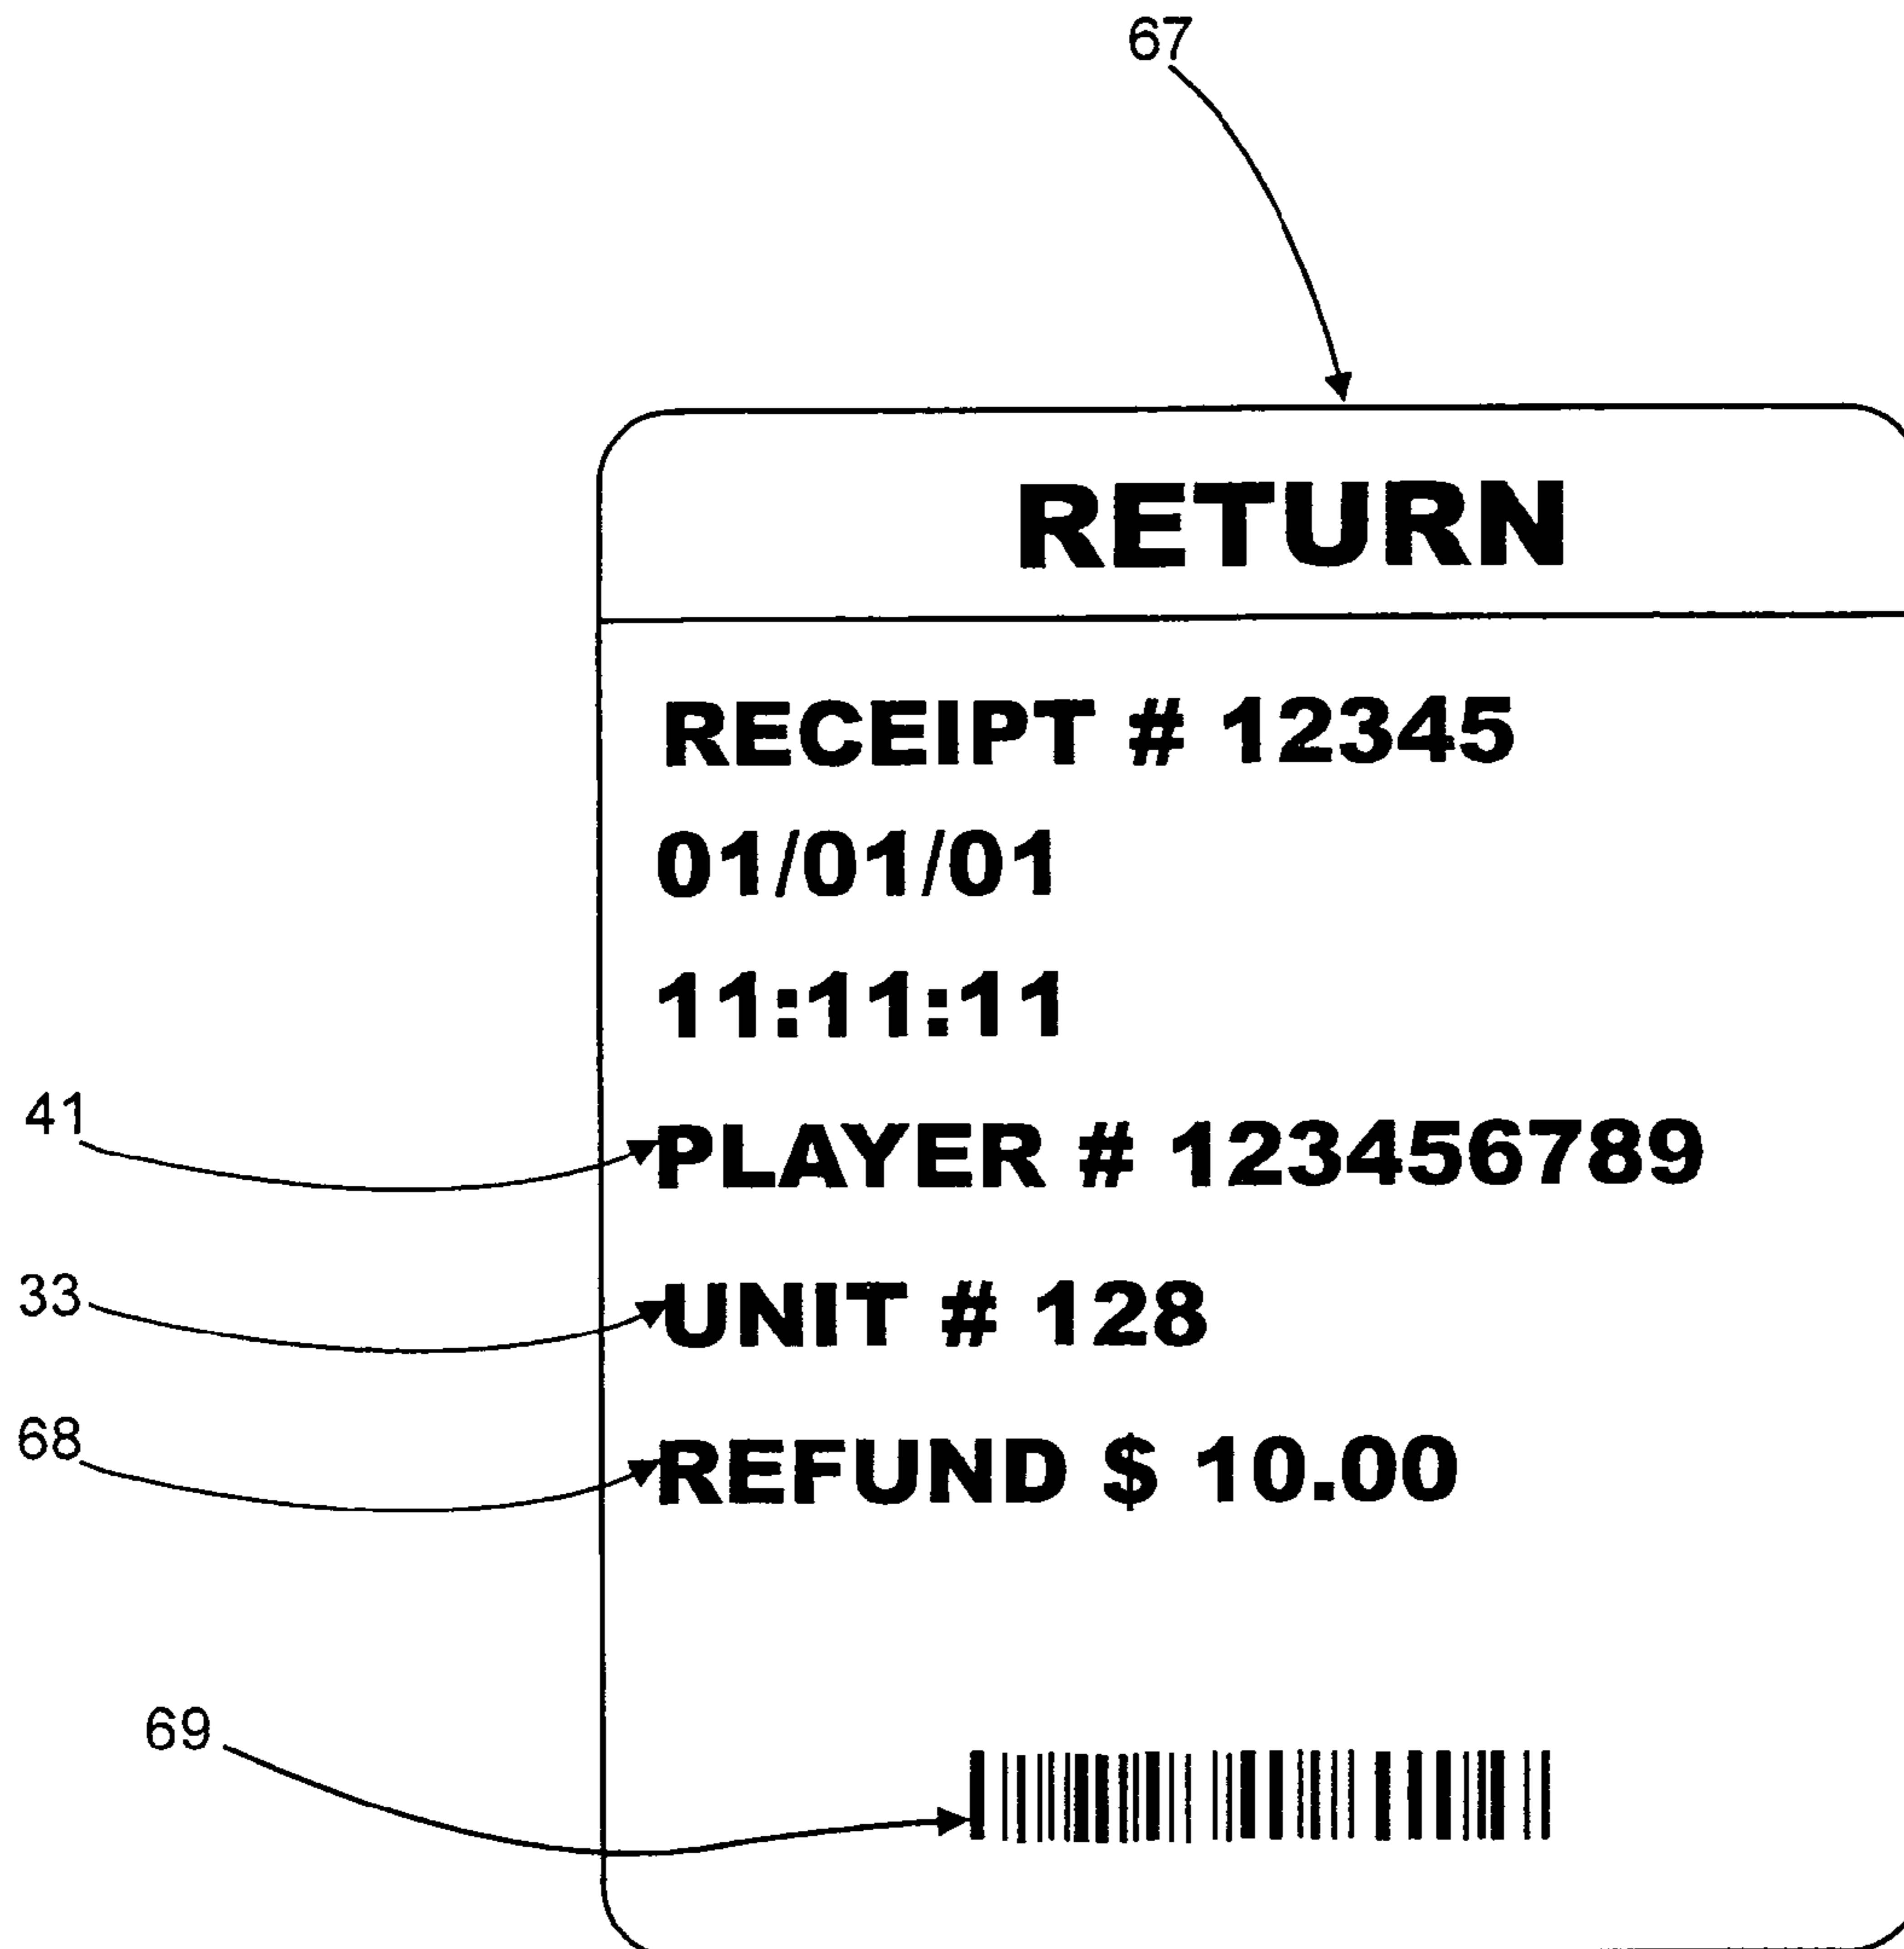 67
RETURN
RECEIPT # 12345
01/01/01
11:11:11
41
PLAYER # 123456789
33
UNIT # 128
68
REFUND $ 10.00
69